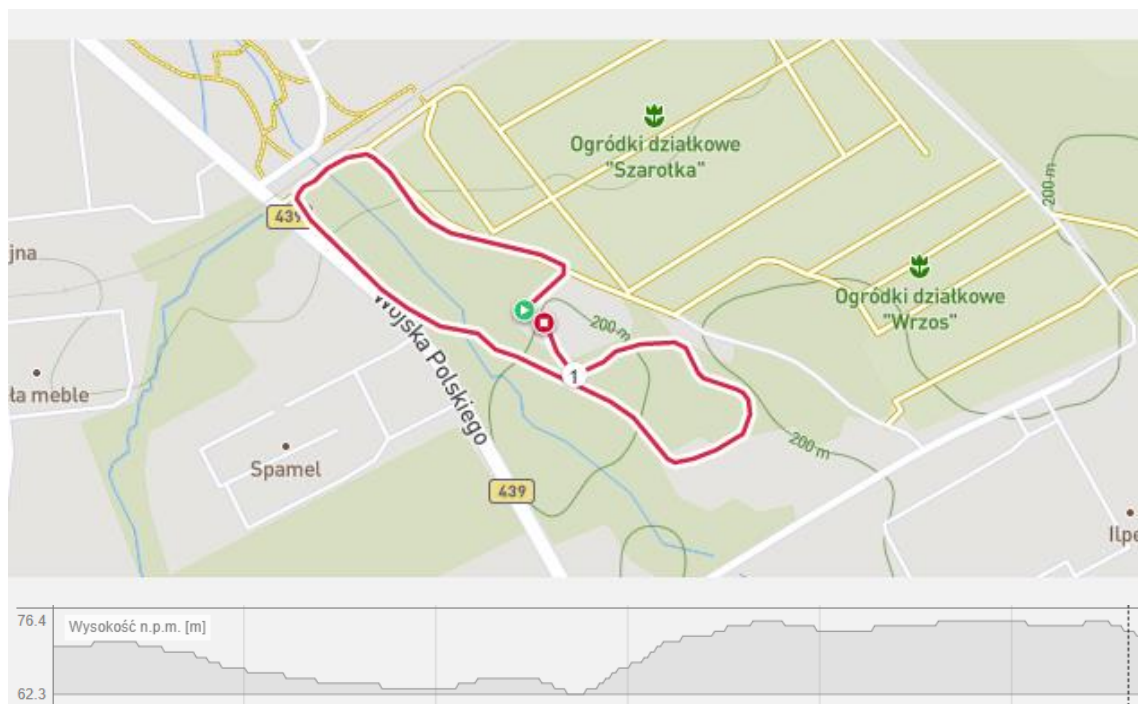 Ogródki działkowe
"Szarotka"
200 m
439
jna
Ogródki działkowe
"Wrzos"
200 m
Wojska Polskiego
1
ła meble
200 m
Spamel
439
Ilpe
76.4
Wysokość n.p.m. [m]
62.3